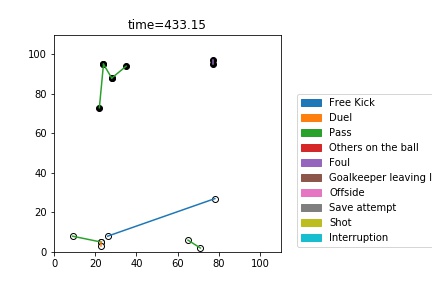 time=433.15
100
80
60
40
20
0
0 20 40 60 80 100
Free Kick
Duel
Pass
Others on the ball
Foul
Goalkeeper leaving l
Offside
Save attempt
Shot
Interruption